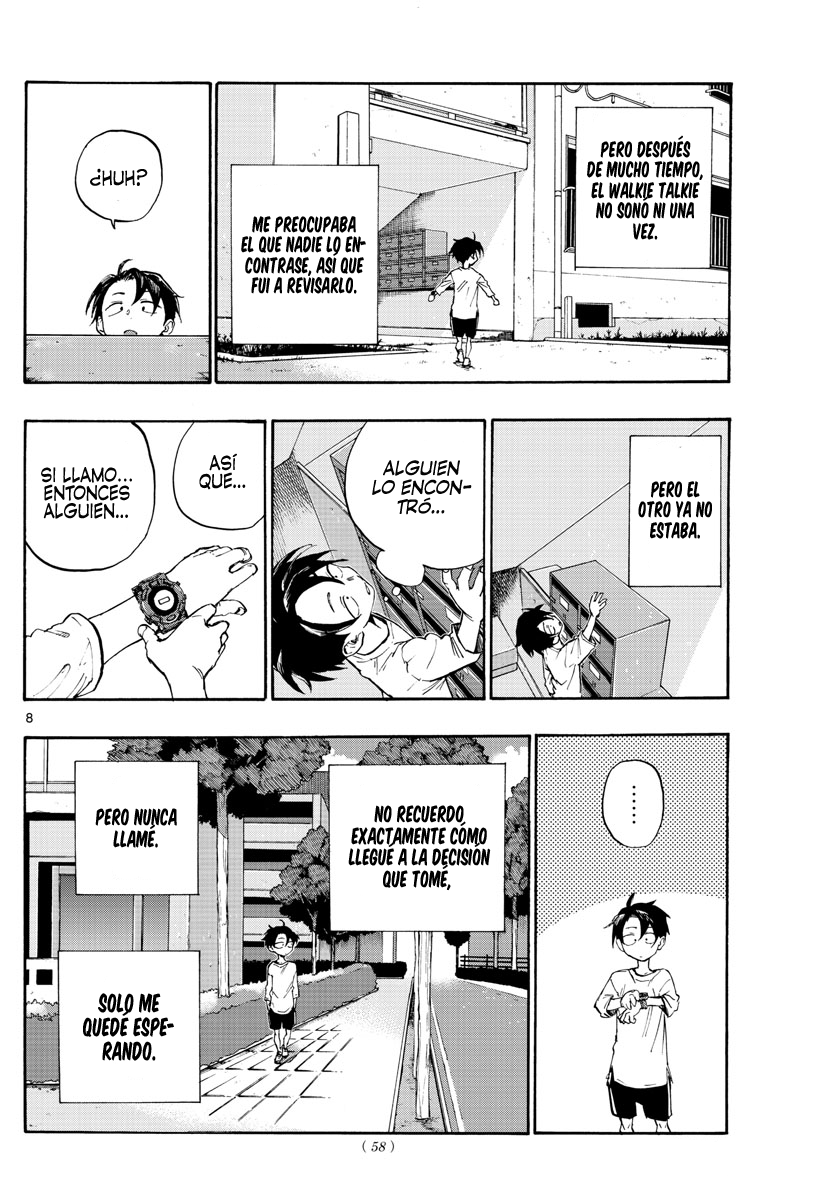 PERO DESPUÉS
DE MUCHO TIEMPO,
EL WALKIE TALKIE
NO SONÓ NI UNA
VEZ.
ME PREOCUPABA
EL QUE NADIE LO EN-
CONTRASE, ASI QUE
FUI A REVISARLO.
¿HUH?
PERO EL
OTRO YA NO
ESTABA.
ALGUIEN
LO ENCON-
TRÓ...
ASÍ
QUE...
SI LLAMO...
ENTONCES
ALGUIEN...
8
......
NO RECUERDO
EXACTAMENTE CÓMO
LLEGUÉ A LA DECISIÓN
QUE TOMÉ,
PERO NUNCA
LLAMÉ.
SOLO ME
QUEDÉ ESPE-
RANDO.
( 58 )